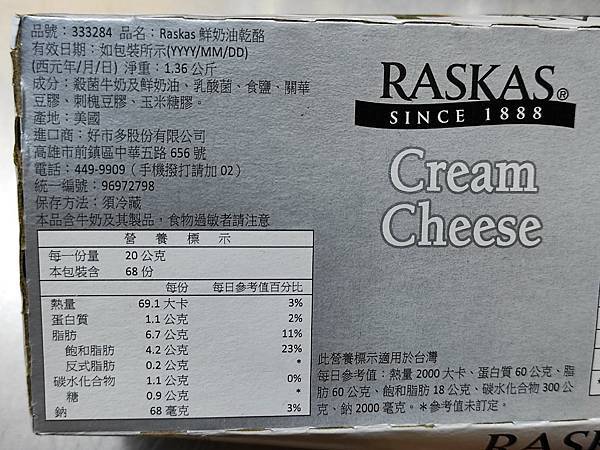 品號：333284 品名：Raskas 鮮奶油乾酪
有效日期：如包裝所示(YYYY/MM/DD)
(西元年/月/日) 淨重：1.36 公斤
成分：殺菌牛奶及鮮奶油、乳酸菌、食鹽、關華
豆膠、刺槐豆膠、玉米糖膠。
產地：美國
進口商：好市多股份有限公司
高雄市前鎮區中華五路 656 號
電話：449-9909（手機撥打請加 02）
統一編號：96972798
保存方法：須冷藏
本品含牛奶及其製品，食物過敏者請注意
營養標示
每一份量 20 公克
本包裝含 68 份
每份 每日參考值百分比
熱量 69.1 大卡 3%
蛋白質 1.1 公克 2%
脂肪 6.7 公克 11%
飽和脂肪 4.2 公克 23%
反式脂肪 0.2 公克 *
碳水化合物 1.1 公克 0%
糖 0.9 公克 *
鈉 68 毫克 3%
RASKAS®
SINCE 1888
Cream
Cheese
此營養標示適用於台灣
每日參考值：熱量 2000 大卡、蛋白質 60 公克、脂
肪 60 公克、飽和脂肪 18 公克、碳水化合物 300 公
克、鈉 2000 毫克。＊參考值未訂定。
RASK